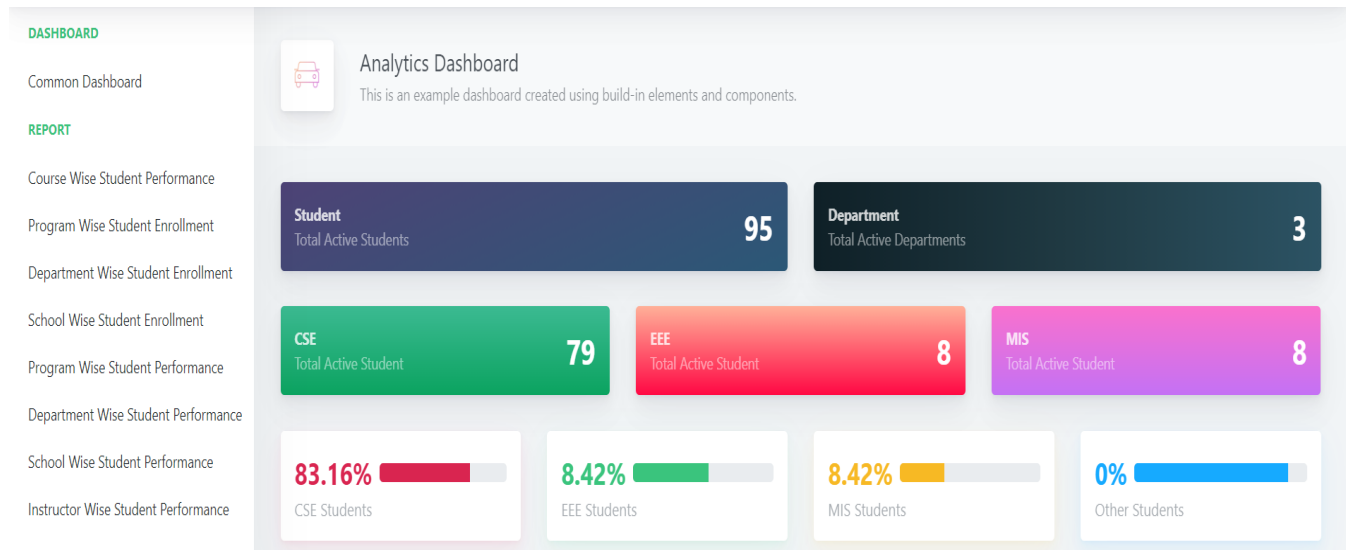 DASHBOARD
Common Dashboard
REPORT
Course Wise Student Performance
Program Wise Student Enrollment
Department Wise Student Enrollment
School Wise Student Enrollment
Program Wise Student Performance
Department Wise Student Performance
School Wise Student Performance
Instructor Wise Student Performance
Analytics Dashboard
This is an example dashboard created using build-in elements and components.
Student
Total Active Students
95
Department
Total Active Departments
3
CSE
Total Active Student
79
EEE
Total Active Student
8
MIS
Total Active Student
8
83.16%
CSE Students
8.42%
EEE Students
8.42%
MIS Students
0%
Other Students